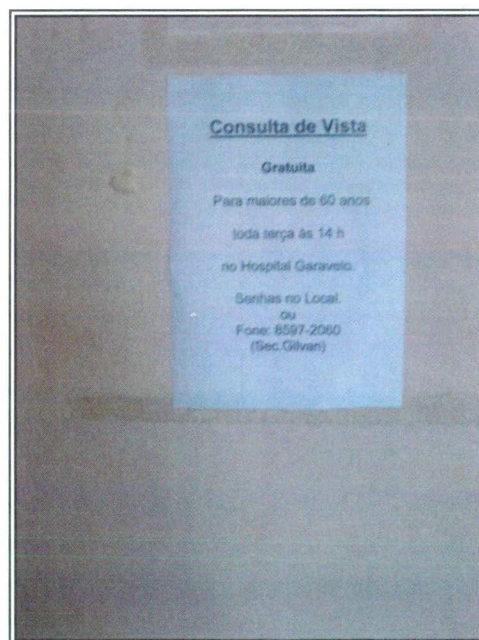 Consulta de Vista
Gratuita
Para maiores de 60 anos
toda terça às 14 h
no Hospital Garavelo.
Senhas no Local.
ou
Fone: 8597-2060
(Sec.Gilvan)